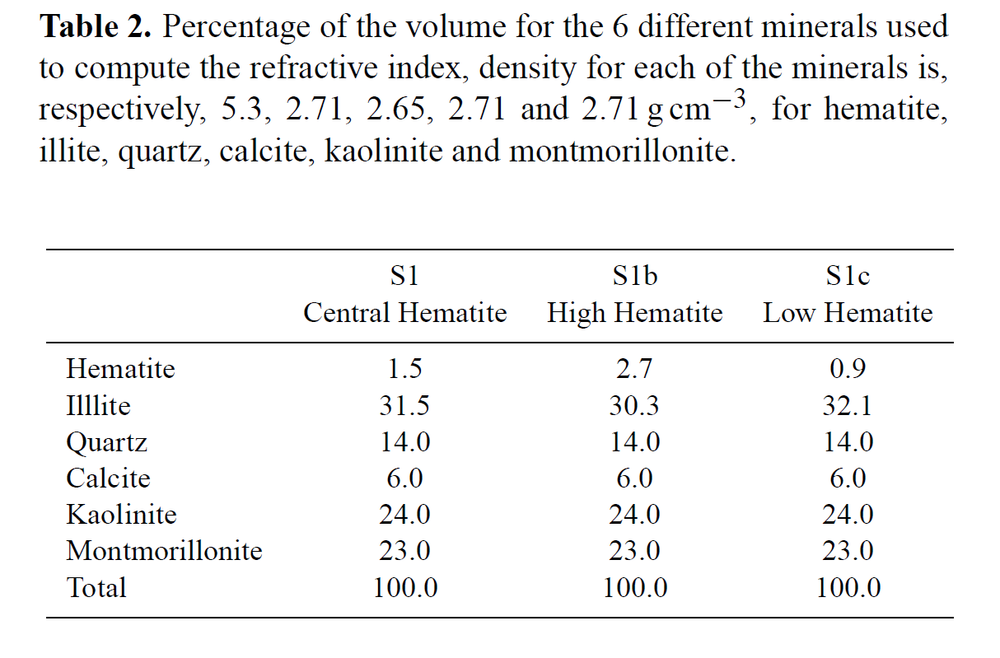 Table 2. Percentage of the volume for the 6 different minerals used
to compute the refractive index, density for each of the minerals is,
respectively, 5.3, 2.71, 2.65, 2.71 and 2.71 g cm−3, for hematite,
illite, quartz, calcite, kaolinite and montmorillonite.
S1 S1b S1c
Central Hematite High Hematite Low Hematite
Hematite 1.5 2.7 0.9
Illlite 31.5 30.3 32.1
Quartz 14.0 14.0 14.0
Calcite 6.0 6.0 6.0
Kaolinite 24.0 24.0 24.0
Montmorillonite 23.0 23.0 23.0
Total 100.0 100.0 100.0